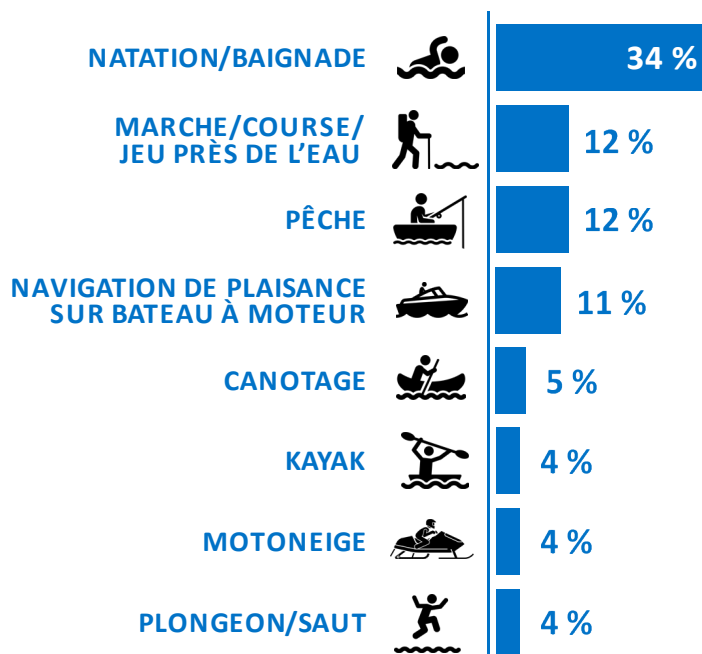 NATATION/BAIGNADE
34 %
MARCHE/COURSE/
JEU PRÈS DE L’EAU
12 %
PÊCHE
12 %
NAVIGATION DE PLAISANCE
SUR BATEAU À MOTEUR
11 %
CANOTAGE
5 %
KAYAK
4 %
MOTONEIGE
4 %
PLONGEON/SAUT
4 %